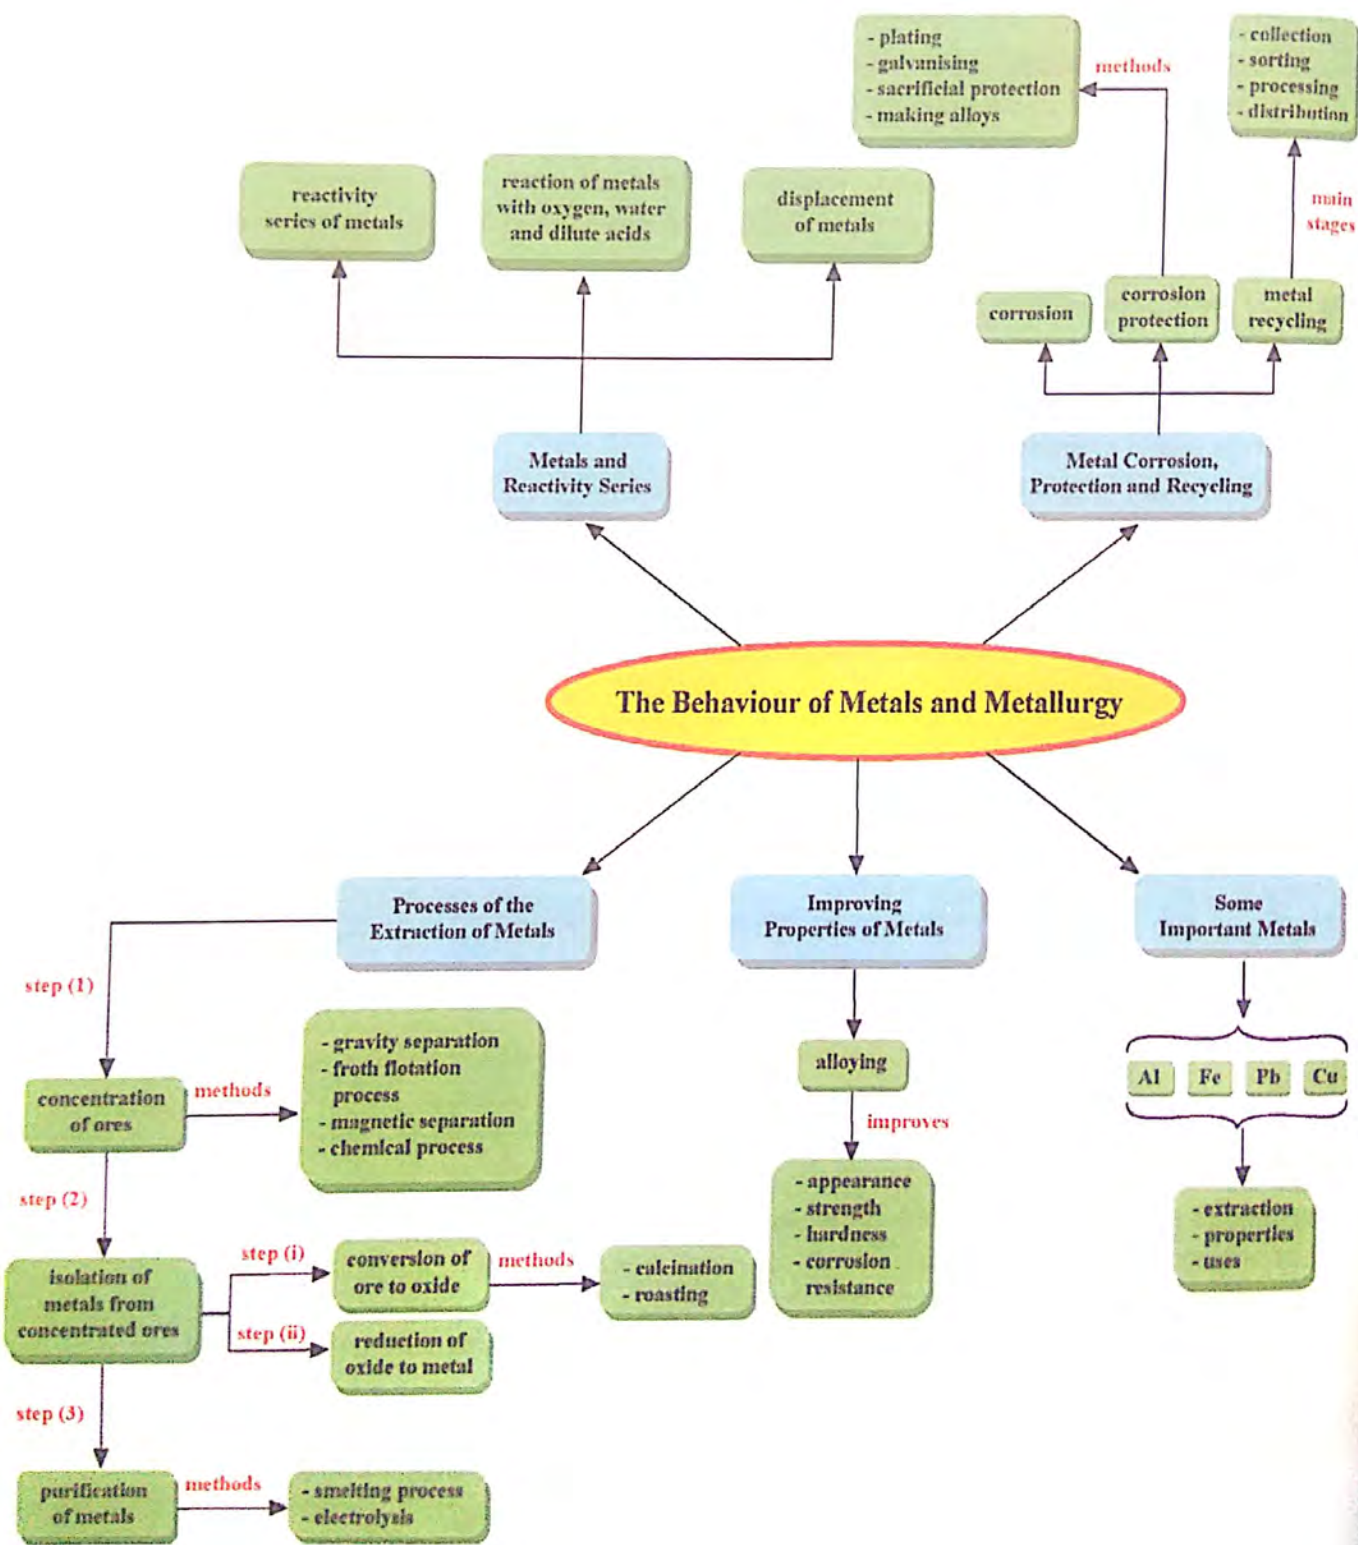 - plating
- galvanising
- sacrificial protection
- making alloys
methods
- collection
- sorting
- processing
- distribution
main
stages
reactivity
series of metals
reaction of metals
with oxygen, water
and dilute acids
displacement
of metals
corrosion
corrosion
protection
metal
recycling
Metals and
Reactivity Series
Metal Corrosion,
Protection and Recycling
The Behaviour of Metals and Metallurgy
Processes of the
Extraction of Metals
Improving
Properties of Metals
Some
Important Metals
step (1)
concentration
of ores
methods
- gravity separation
- froth flotation
process
- magnetic separation
- chemical process
step (2)
isolation of
metals from
concentrated ores
step (i)
conversion of
ore to oxide
methods
- calcination
- roasting
step (ii)
reduction of
oxide to metal
step (3)
purification
of metals
methods
- smelting process
- electrolysis
alloying
improves
- appearance
- strength
- hardness
- corrosion
resistance
Al Fe Pb Cu
- extraction
- properties
- uses